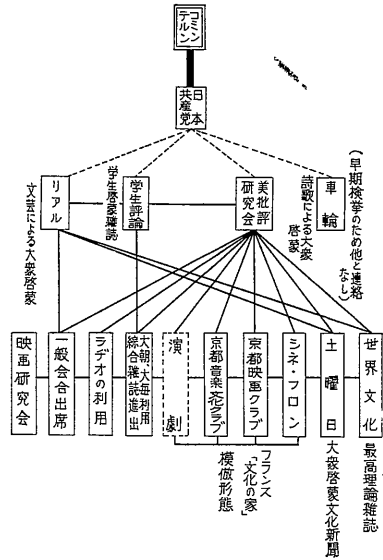 コミン
テルン
日本
共産党
車輪
詩歌による大衆
啓蒙
(早期検挙のため他と連絡
なし)
美批評
研究会
学生評論
学生啓蒙雑誌
リアル
文芸による大衆啓蒙
世界文化
最高理論雑誌
土曜日
大衆啓蒙文化新聞
シネ・フロン
京都映画クラブ
京都音楽文化クラブ
演劇
フランス
「文化の家」
模倣形態
大朝・大毎利用
綜合雑誌進出
ラヂオの利用
一般会合出席
映画研究会